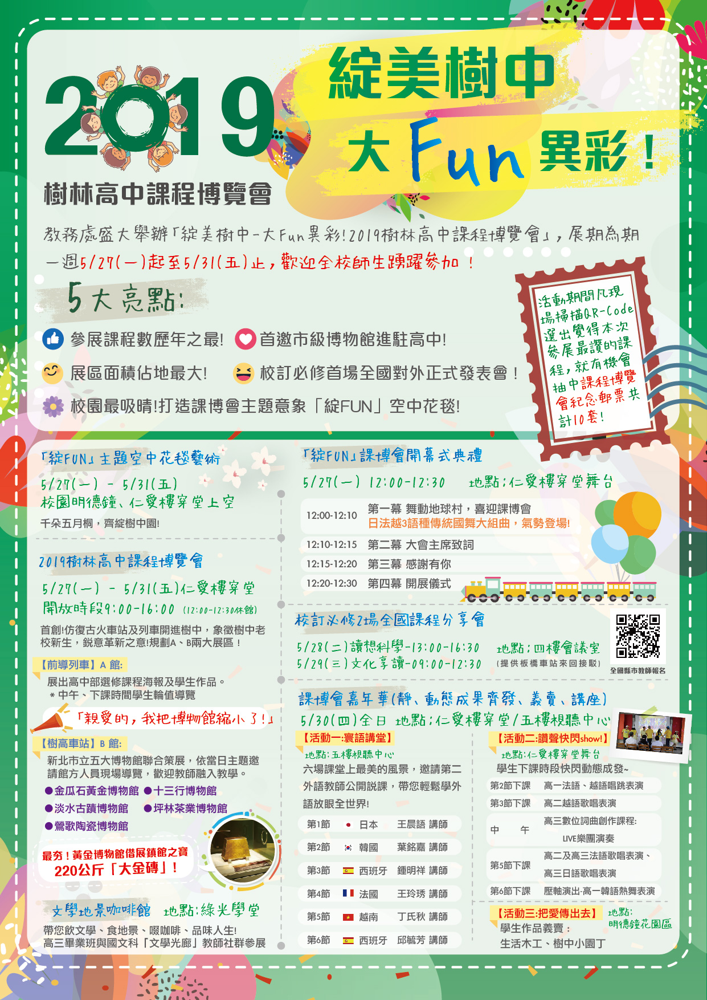 2019
樹林高中課程博覽會
綻美樹中
大Fun異彩!
教務處盛大舉辦「綻美樹中-大Fun異彩!2019樹林高中課程博覽會」,展期為期
一週5/27(一)起至5/31(五)止,歡迎全校師生踴躍參加!
5大亮點:
參展課程數歷年之最!
首邀市級博物館進駐高中!
展區面積佔地最大!
校訂必修首場全國對外正式發表會!
校園最吸晴!打造課博會主題意象「綻FUN」空中花毯!
活動期間凡現
場掃描QR-Code
選出覺得本次
參展最讚的課
程,就有機會
抽中課程博覽
會紀念郵票共
計10套!
「綻FUN」主題空中花毯藝術
5/27(一) - 5/31(五)
校園明德鐘、仁愛樓穿堂上空
千朵五月桐,齊綻樹中園!
2019樹林高中課程博覽會
5/27(一) - 5/31(五)仁愛樓穿堂
開放時段9:00-16:00 (12:00-12:30休館)
首創!仿復古火車站及列車開進樹中,象徵樹中老
校新生,銳意革新之意!規劃A、B兩大展區!
【前導列車】A 館:
展出高中部選修課程海報及學生作品。
*中午、下課時間學生輪值導覽
「親愛的,我把博物館縮小了!」
【樹高車站】B 館:
新北市立五大博物館聯合策展,依當日主題邀
請館方人員現場導覽,歡迎教師融入教學。
●金瓜石黃金博物館 ●十三行博物館
●淡水古蹟博物館 ●坪林茶業博物館
●鶯歌陶瓷博物館
最夯!黃金博物館借展鎮館之寶
220公斤「大金磚」!
文學地景咖啡館 地點:綠光學堂
帶您飲文學、食地景、啜咖啡、品味人生!
高三畢業班與國文科「文學光廊」教師社群參展
「綻FUN」課博會開幕式典禮
5/27(一) 12:00-12:30 地點:仁愛樓穿堂舞台
12:00-12:10 第一幕 舞動地球村,喜迎課博會
日法越3語種傳統國舞大組曲,氣勢登場!
12:10-12:15 第二幕 大會主席致詞
12:15-12:20 第三幕 感謝有你
12:20-12:30 第四幕 開展儀式
校訂必修2場全國課程分享會
5/28(二)讀想科學-13:00-16:30 地點:四樓會議室
5/29(三)文化享讀-09:00-12:30 (提供板橋車站來回接駁)
全國縣市教師報名
課博會嘉年華(靜、動態成果齊發、義賣、講座)
5/30(四)全日 地點:仁愛樓穿堂/五樓視聽中心
【活動一:寰語講堂】
地點:五樓視聽中心
六場課堂上最美的風景,邀請第二
外語教師公開說課,帶您輕鬆學外
語放眼全世界!
第1節 日本 王晨語 講師
第2節 韓國 葉銘嘉 講師
第3節 西班牙 鍾明祥 講師
第4節 法國 王玲琇 講師
第5節 越南 丁氏秋 講師
第6節 西班牙 邱毓芳 講師
【活動二:讚聲快閃show!】
地點:仁愛樓穿堂舞台
學生下課時段快閃動態成發~
第2節下課 高一法語、越語唱跳表演
第3節下課 高二越語歌唱表演
中午 高三數位詞曲創作課程:
LIVE樂團演奏
第5節下課 高二及高三法語歌唱表演、
高三日語歌唱表演
第6節下課 壓軸演出-高一韓語熱舞表演
【活動三:把愛傳出去】 地點:
明德鐘花園區
學生作品義賣:
生活木工、樹中小園丁